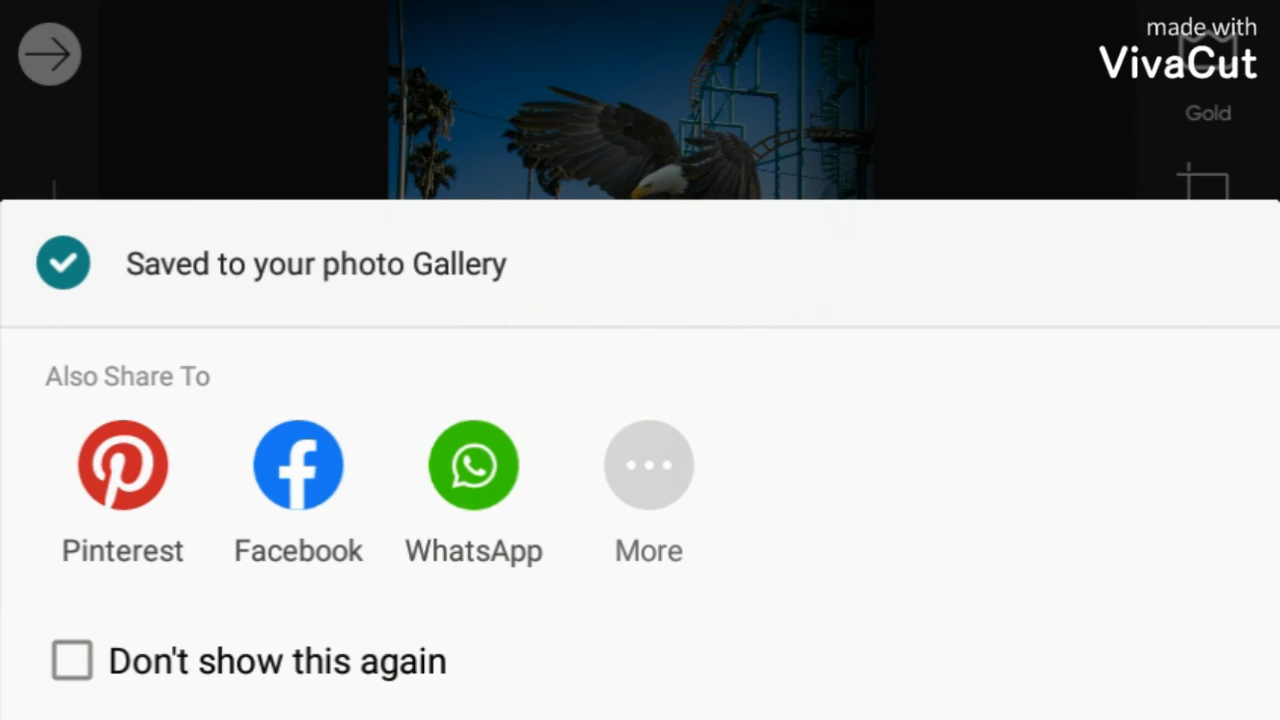 made with
VivaCut
Gold
Saved to your photo Gallery
Also Share To
Pinterest
Facebook
WhatsApp
More
Don't show this again